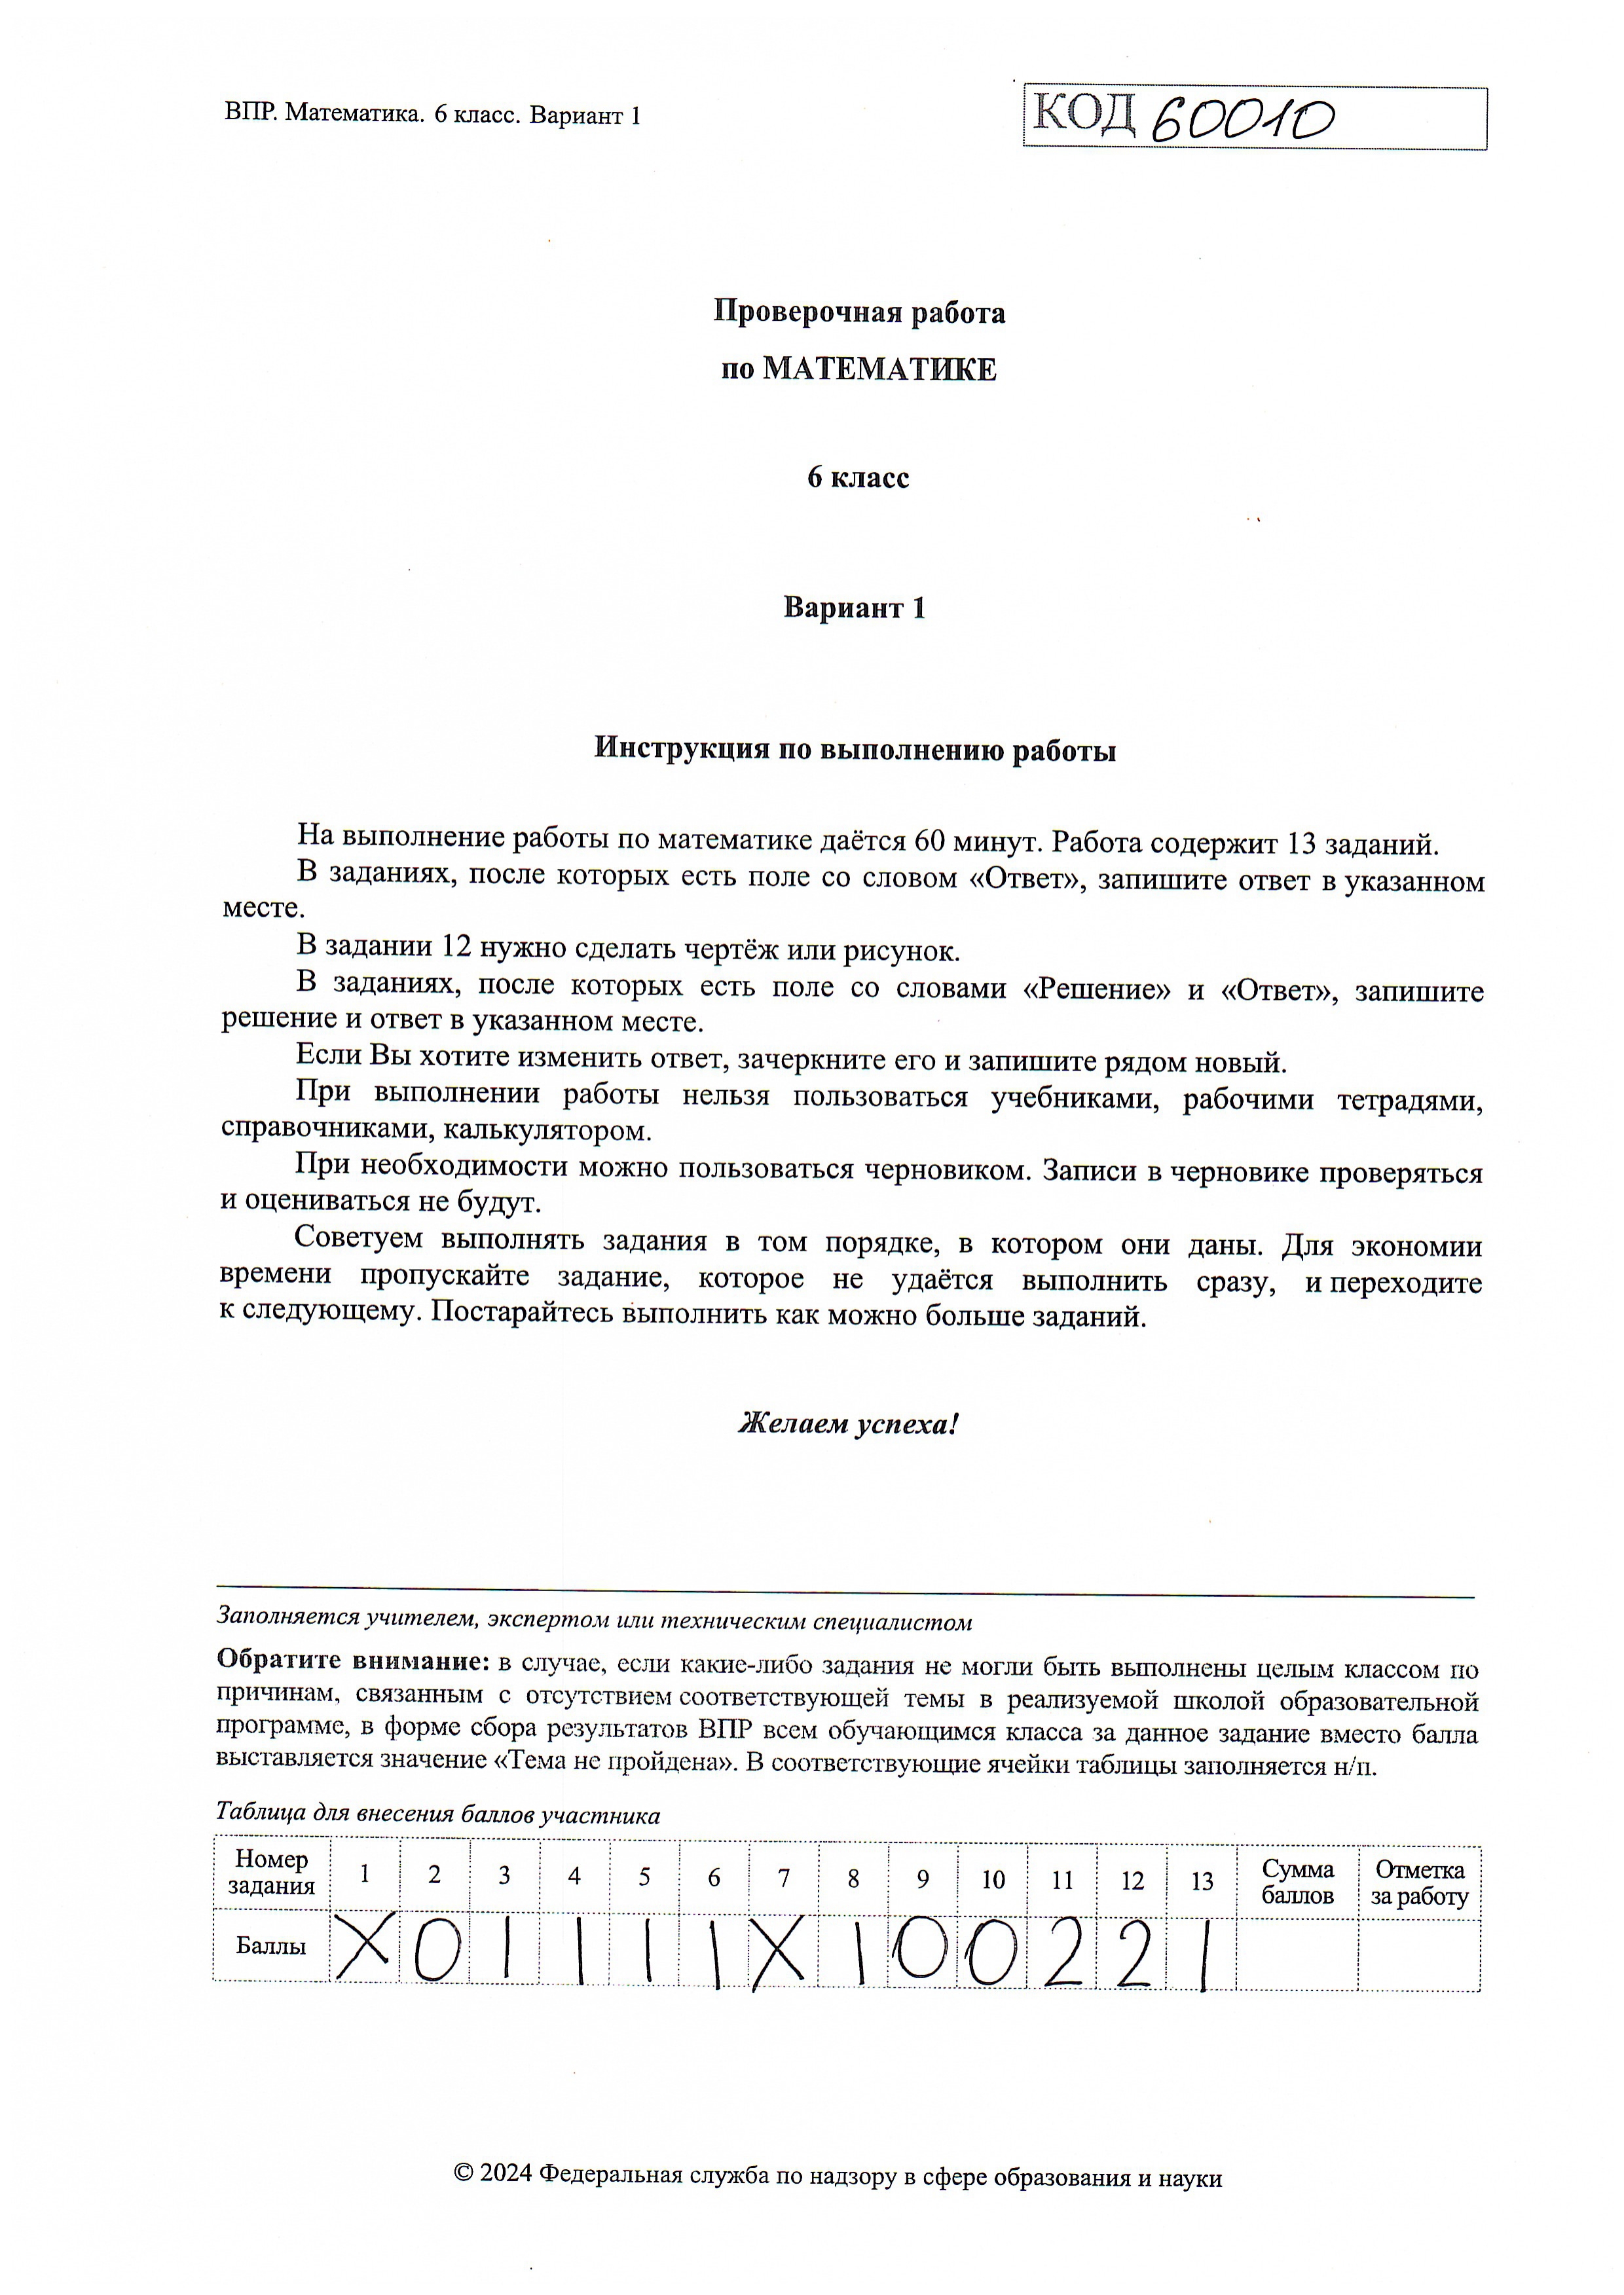 ВПР. Математика. 6 класс. Вариант 1
КОД 60010
Проверочная работа
по МАТЕМАТИКЕ
6 класс
Вариант 1
Инструкция по выполнению работы
На выполнение работы по математике даётся 60 минут. Работа содержит 13 заданий.
В заданиях, после которых есть поле со словом «Ответ», запишите ответ в указанном
месте.
В задании 12 нужно сделать чертёж или рисунок.
В заданиях, после которых есть поле со словами «Решение» и «Ответ», запишите
решение и ответ в указанном месте.
Если Вы хотите изменить ответ, зачеркните его и запишите рядом новый.
При выполнении работы нельзя пользоваться учебниками, рабочими тетрадями,
справочниками, калькулятором.
При необходимости можно пользоваться черновиком. Записи в черновике проверяться
и оцениваться не будут.
Советуем выполнять задания в том порядке, в котором они даны. Для экономии
времени пропускайте задание, которое не удаётся выполнить сразу, и переходите
к следующему. Постарайтесь выполнить как можно больше заданий.
Желаем успеха!
Заполняется учителем, экспертом или техническим специалистом
Обратите внимание: в случае, если какие-либо задания не могли быть выполнены целым классом по
причинам, связанным с отсутствием соответствующей темы в реализуемой школой образовательной
программе, в форме сбора результатов ВПР всем обучающимся класса за данное задание вместо балла
выставляется значение «Тема не пройдена». В соответствующие ячейки таблицы заполняется н/п.
Таблица для внесения баллов участника
Номер задания 1 2 3 4 5 6 7 8 9 10 11 12 13 Сумма баллов Отметка за работу
Баллы X 0 1 1 1 1 X 1 0 0 2 2 1
© 2024 Федеральная служба по надзору в сфере образования и науки